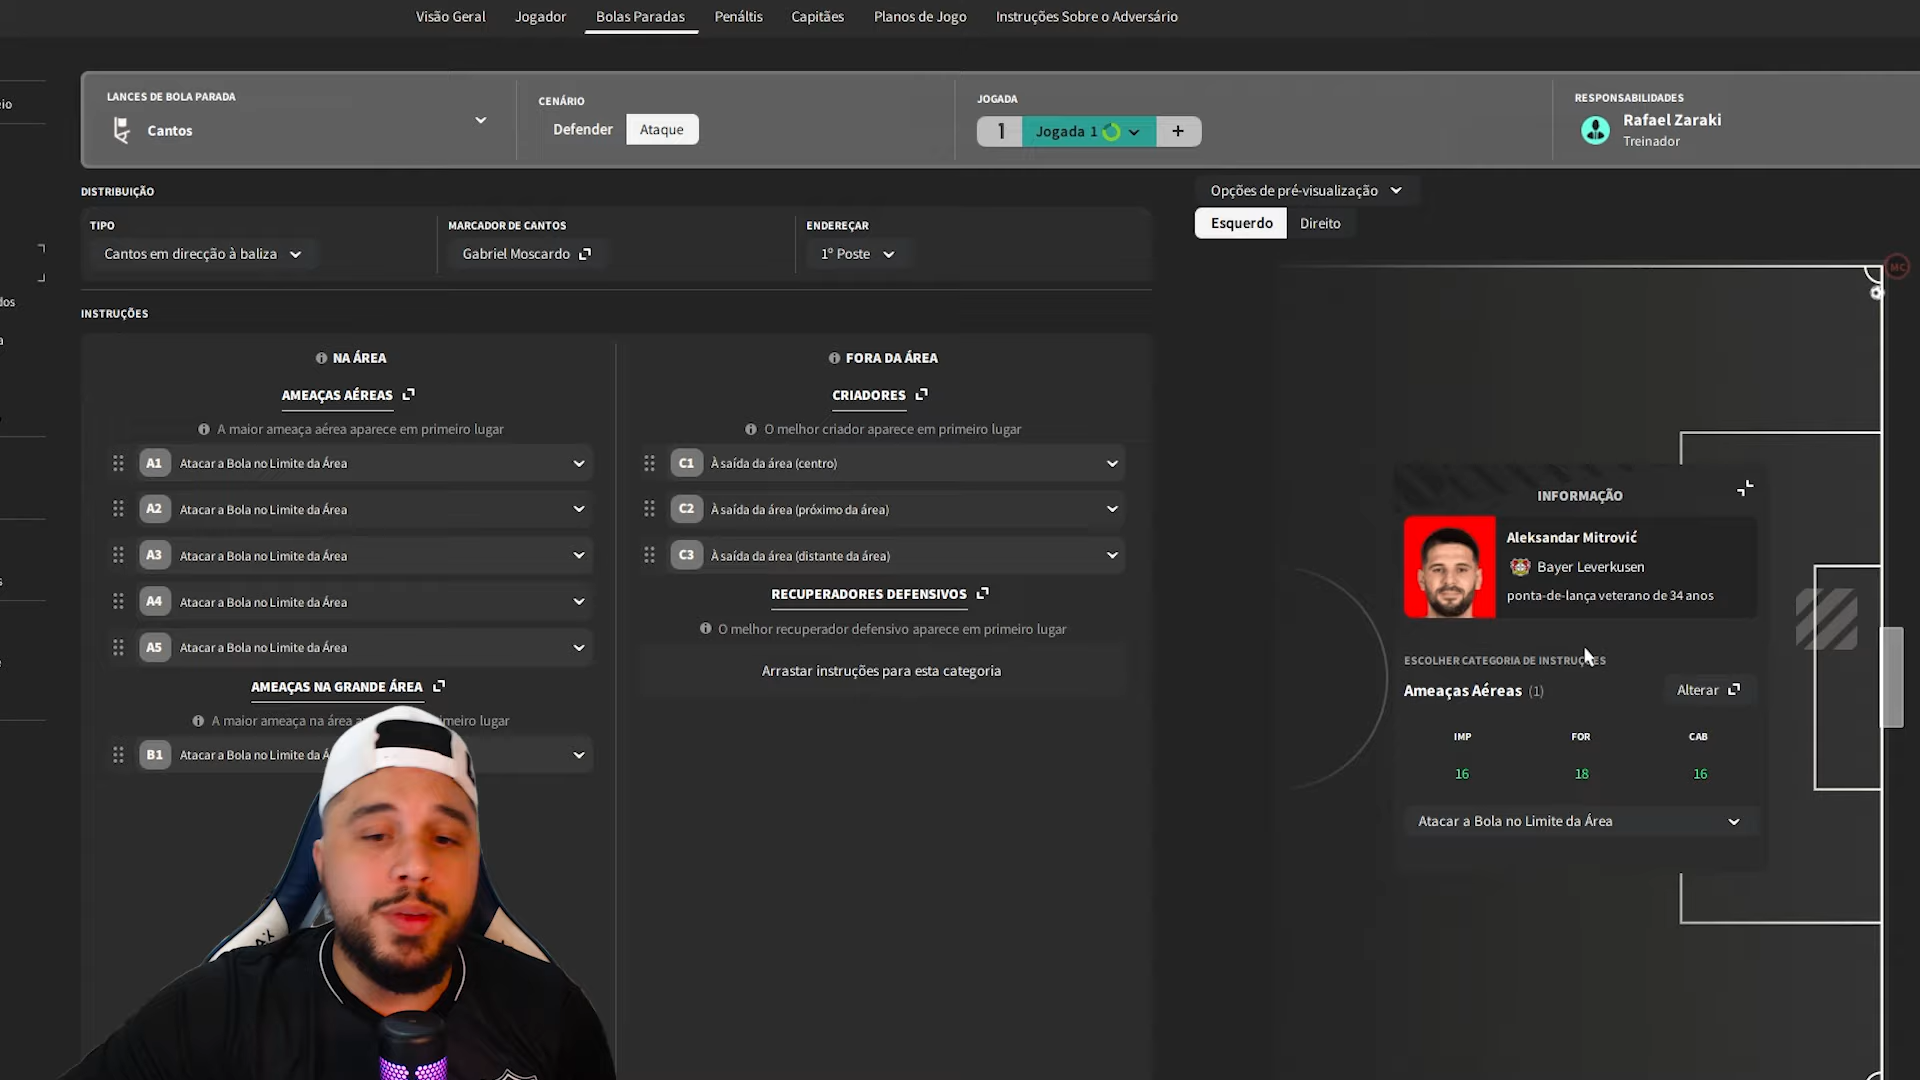 Visão Geral
Jogador
Bolas Paradas
Penáltis
Capitães
Planos de Jogo
Instruções Sobre o Adversário
LANCES DE BOLA PARADA
Cantos
CENÁRIO
Defender
Ataque
JOGADA
1
Jogada 1
+
RESPONSABILIDADES
Rafael Zaraki
Treinador
DISTRIBUIÇÃO
TIPO
Cantos em direcção à baliza
MARCADOR DE CANTOS
Gabriel Moscardo
ENDEREÇAR
1º Poste
Opções de pré-visualização
Esquerdo
Direito
MC
INSTRUÇÕES
NA ÁREA
AMEAÇAS AÉREAS
A maior ameaça aérea aparece em primeiro lugar
A1 Atacar a Bola no Limite da Área
A2 Atacar a Bola no Limite da Área
A3 Atacar a Bola no Limite da Área
A4 Atacar a Bola no Limite da Área
A5 Atacar a Bola no Limite da Área
AMEAÇAS NA GRANDE ÁREA
A maior ameaça na área
B1 Atacar a Bola no Limite da
FORA DA ÁREA
CRIADORES
O melhor criador aparece em primeiro lugar
C1 À saída da área (centro)
C2 À saída da área (próximo da área)
C3 À saída da área (distante da área)
RECUPERADORES DEFENSIVOS
O melhor recuperador defensivo aparece em primeiro lugar
Arrastar instruções para esta categoria
INFORMAÇÃO
Aleksandar Mitrović
Bayer Leverkusen
ponta-de-lança veterano de 34 anos
ESCOLHER CATEGORIA DE INSTRUÇÕES
Ameaças Aéreas (1)
Alterar
IMP FOR CAB
16 18 16
Atacar a Bola no Limite da Área